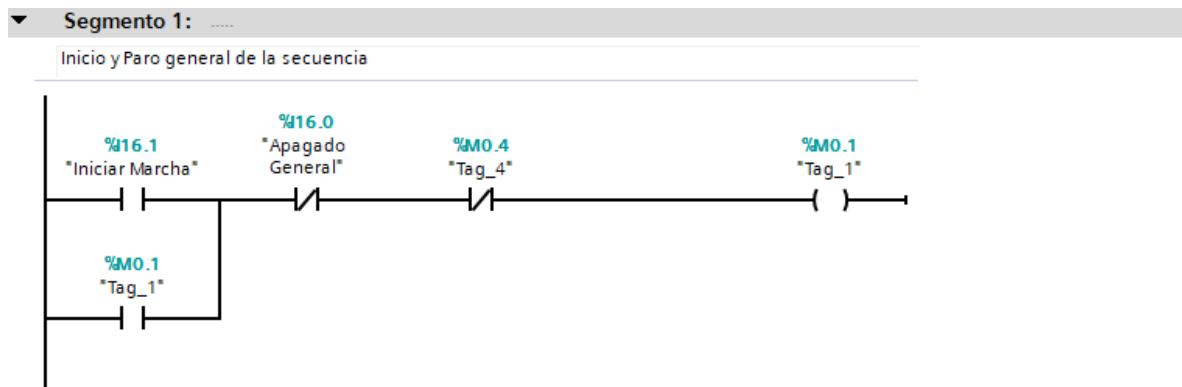 Segmento 1: .....
Inicio y Paro general de la secuencia
%I16.1
"Iniciar Marcha"
%I16.0
"Apagado
General"
%M0.4
"Tag_4"
%M0.1
"Tag_1"
%M0.1
"Tag_1"